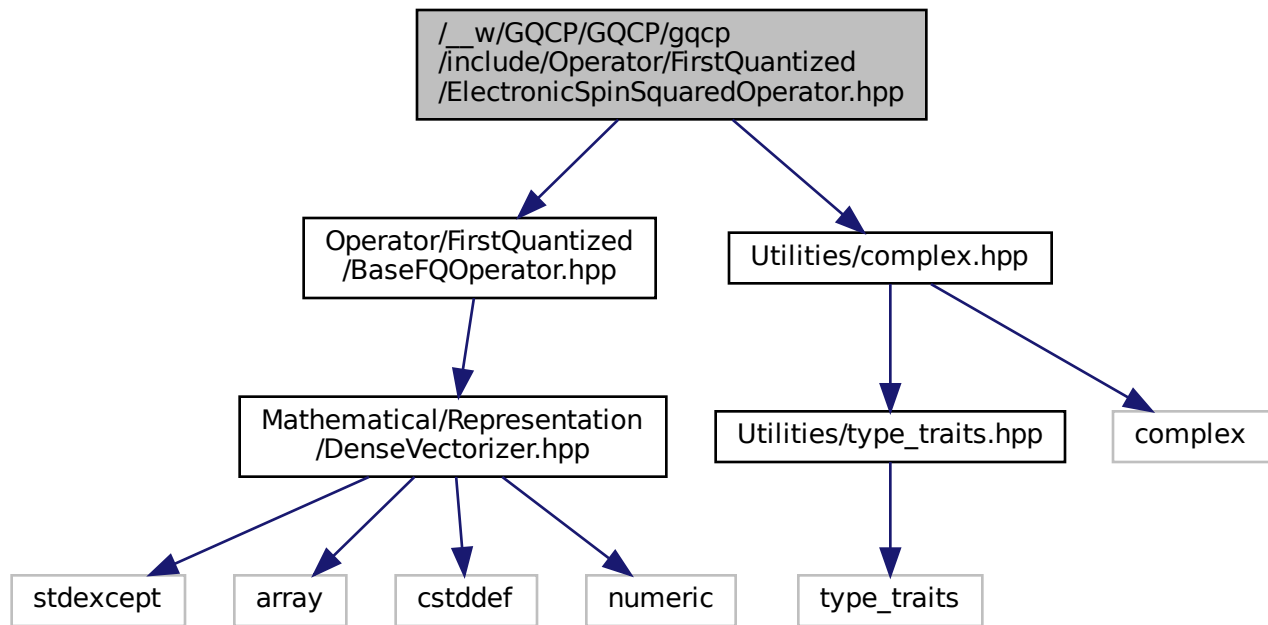 /__w/GQCP/GQCP/gqcp
/include/Operator/FirstQuantized
/ElectronicSpinSquaredOperator.hpp
Operator/FirstQuantized
/BaseFQOperator.hpp
Utilities/complex.hpp
Mathematical/Representation
/DenseVectorizer.hpp
Utilities/type_traits.hpp
complex
stdexcept
array
cstddef
numeric
type_traits